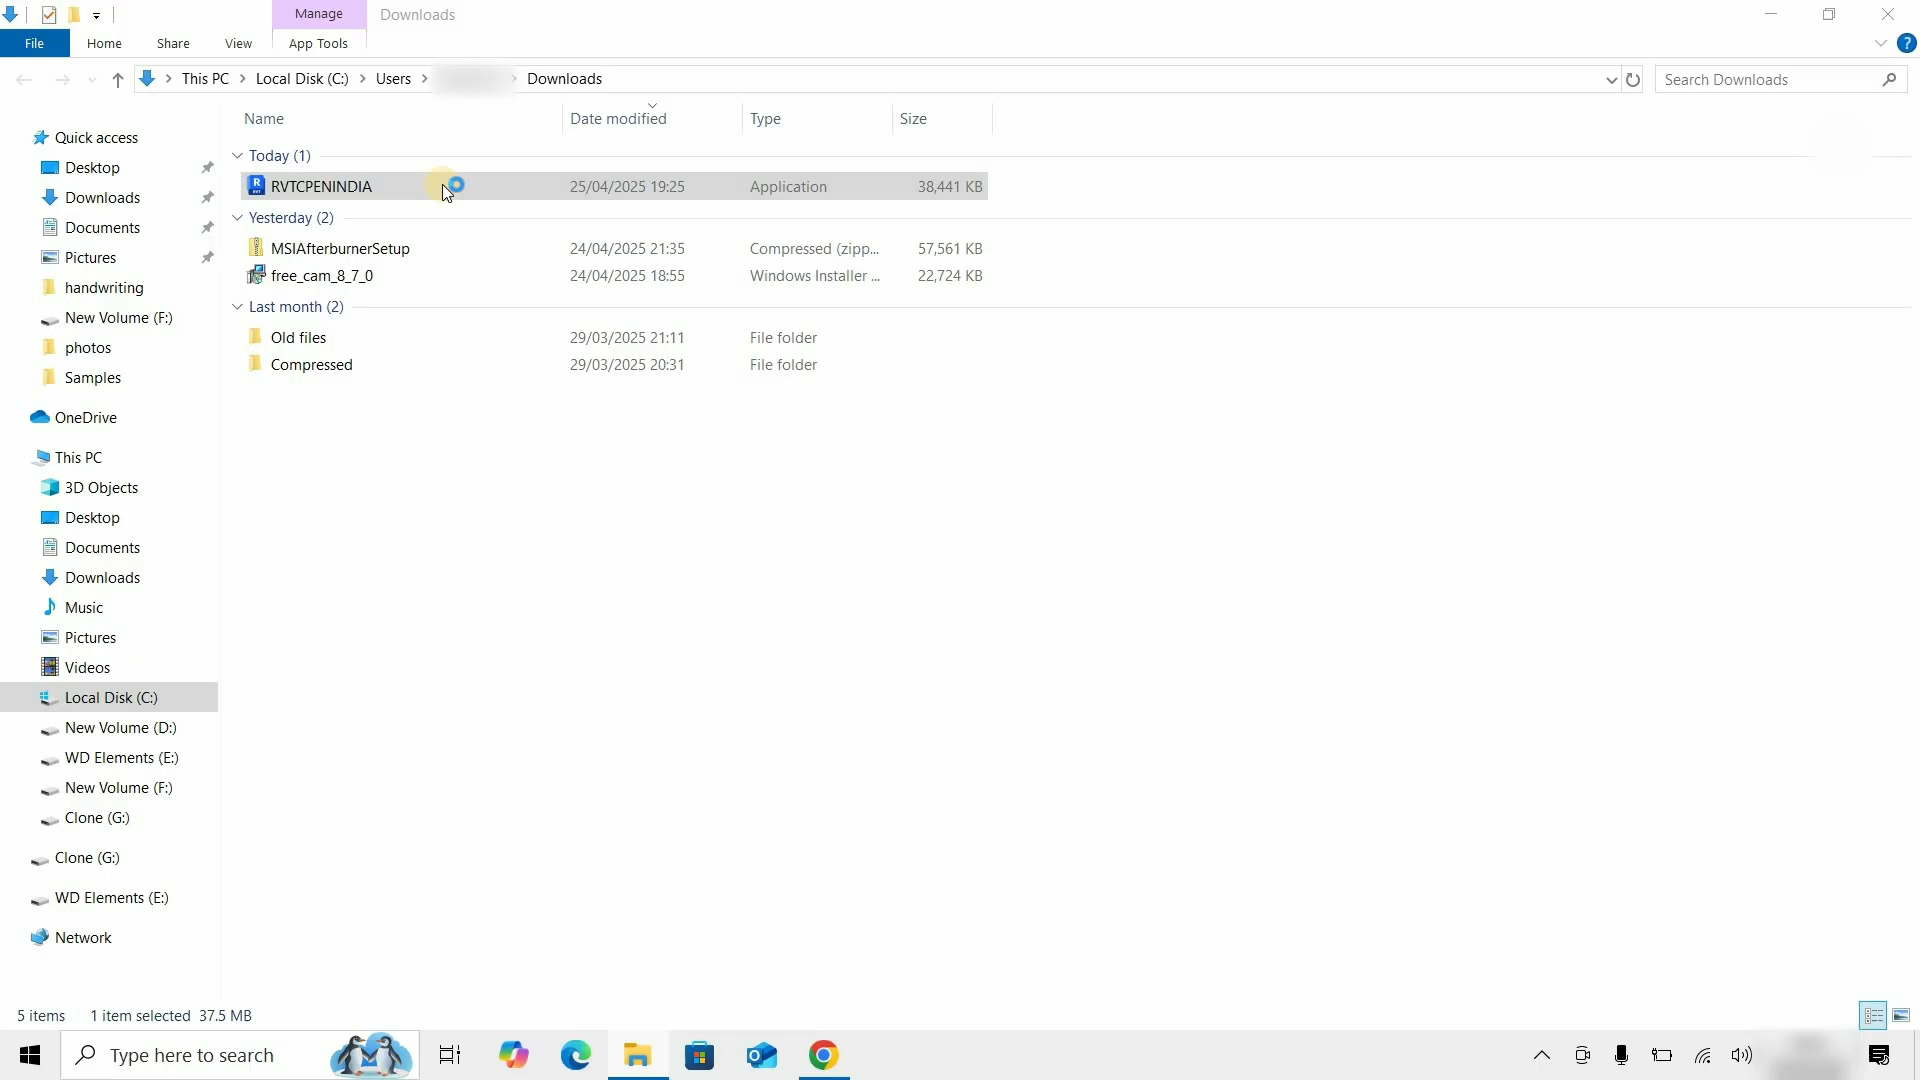 Manage
Downloads
File
Home
Share
View
App Tools
This PC
Local Disk (C:)
Users
Downloads
Search Downloads
Name
Date modified
Type
Size
Today (1)
RVTCPENINDIA 25/04/2025 19:25 Application 38,441 KB
Yesterday (2)
MSIAfterburnerSetup 24/04/2025 21:35 Compressed (zipp... 57,561 KB
free_cam_8_7_0 24/04/2025 18:55 Windows Installer ... 22,724 KB
Last month (2)
Old files 29/03/2025 21:11 File folder
Compressed 29/03/2025 20:31 File folder
Quick access
Desktop
Downloads
Documents
Pictures
handwriting
New Volume (F:)
photos
Samples
OneDrive
This PC
3D Objects
Desktop
Documents
Downloads
Music
Pictures
Videos
Local Disk (C:)
New Volume (D:)
WD Elements (E:)
New Volume (F:)
Clone (G:)
Clone (G:)
WD Elements (E:)
Network
5 items
1 item selected 37.5 MB
Type here to search